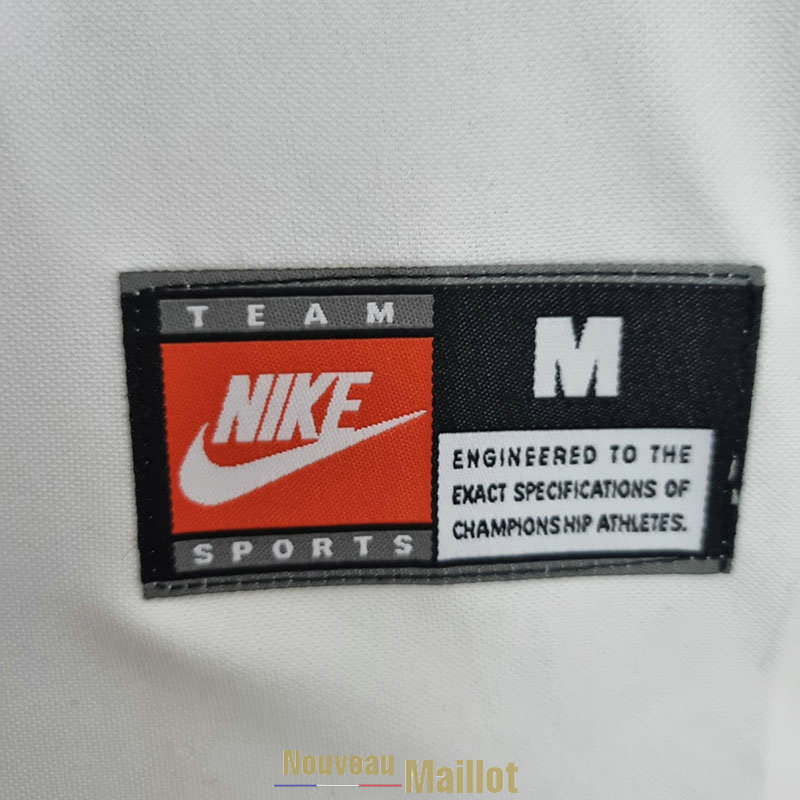 TEAM
NIKE
SPORTS
M
ENGINEERED TO THE
EXACT SPECIFICATIONS OF
CHAMPIONSHIP ATHLETES.
Nouveau Maillot